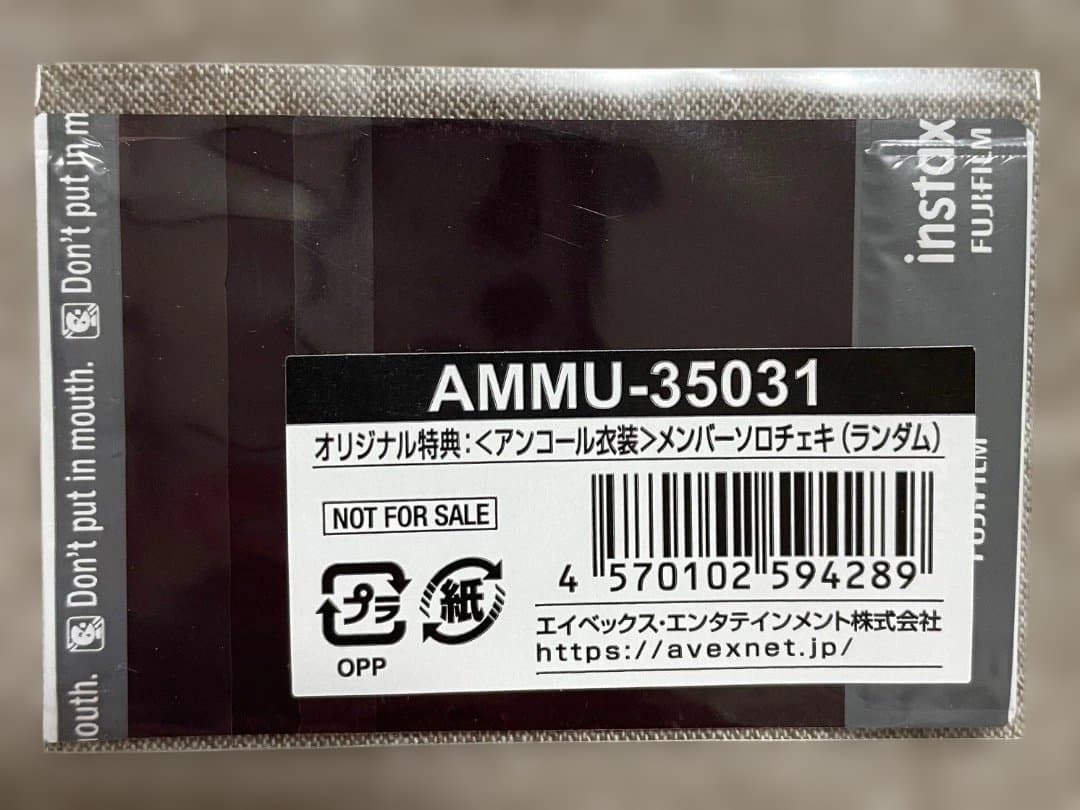 Don't put in m
Don't put in mouth.
outh.
instax
FUJIFILM
FUJIFILM
AMMU-35031
オリジナル特典:<アンコール衣装>メンバーソロチェキ(ランダム)
NOT FOR SALE
4 570102 594289
プラ
紙
OPP
エイベックス・エンタテインメント株式会社
https://avexnet.jp/